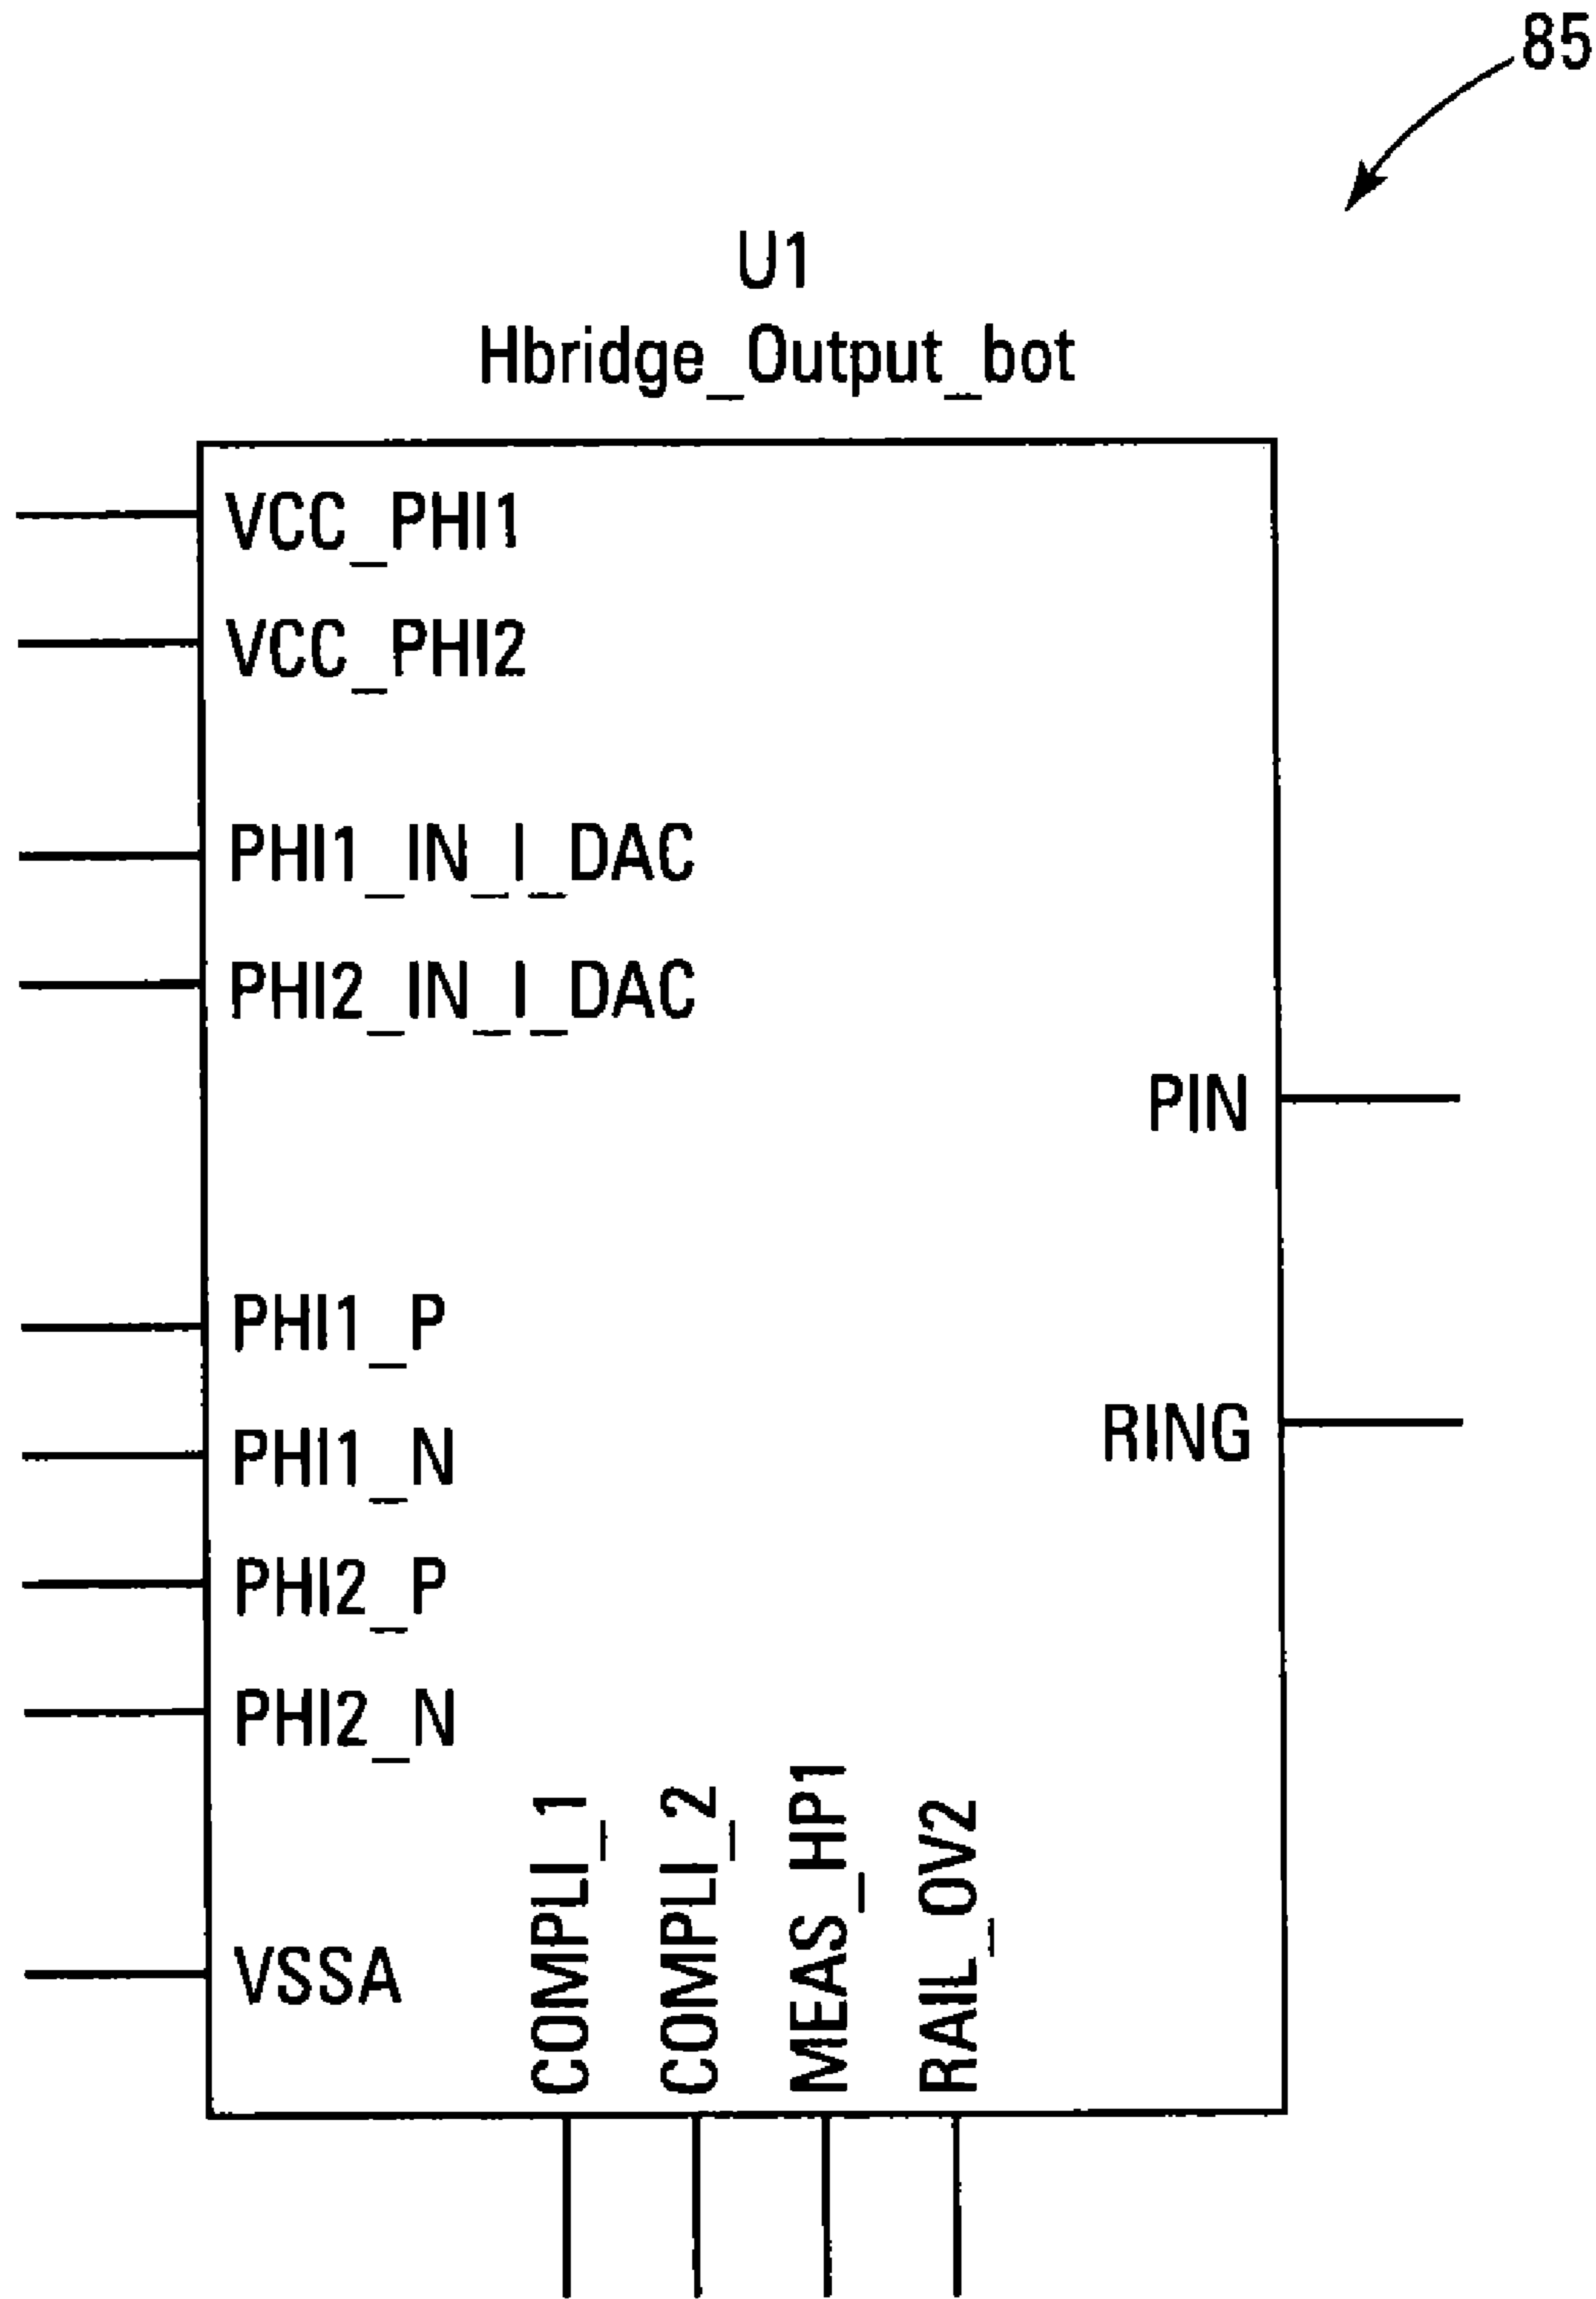 85
U1
Hbridge_Output_bot
VCC_PHI1
VCC_PHI2
PHI1_IN_I_DAC
PHI2_IN_I_DAC
PIN
PHI1_P
RING
PHI1_N
PHI2_P
PHI2_N
VSSA
COMPLI_1
COMPLI_2
MEAS_HP1
RAIL_OV2